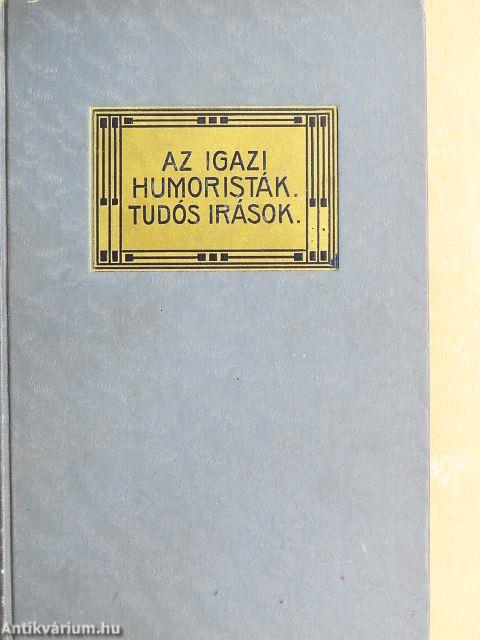 AZ IGAZI
HUMORISTÁK.
TUDÓS IRÁSOK.
Antikvárium.hu